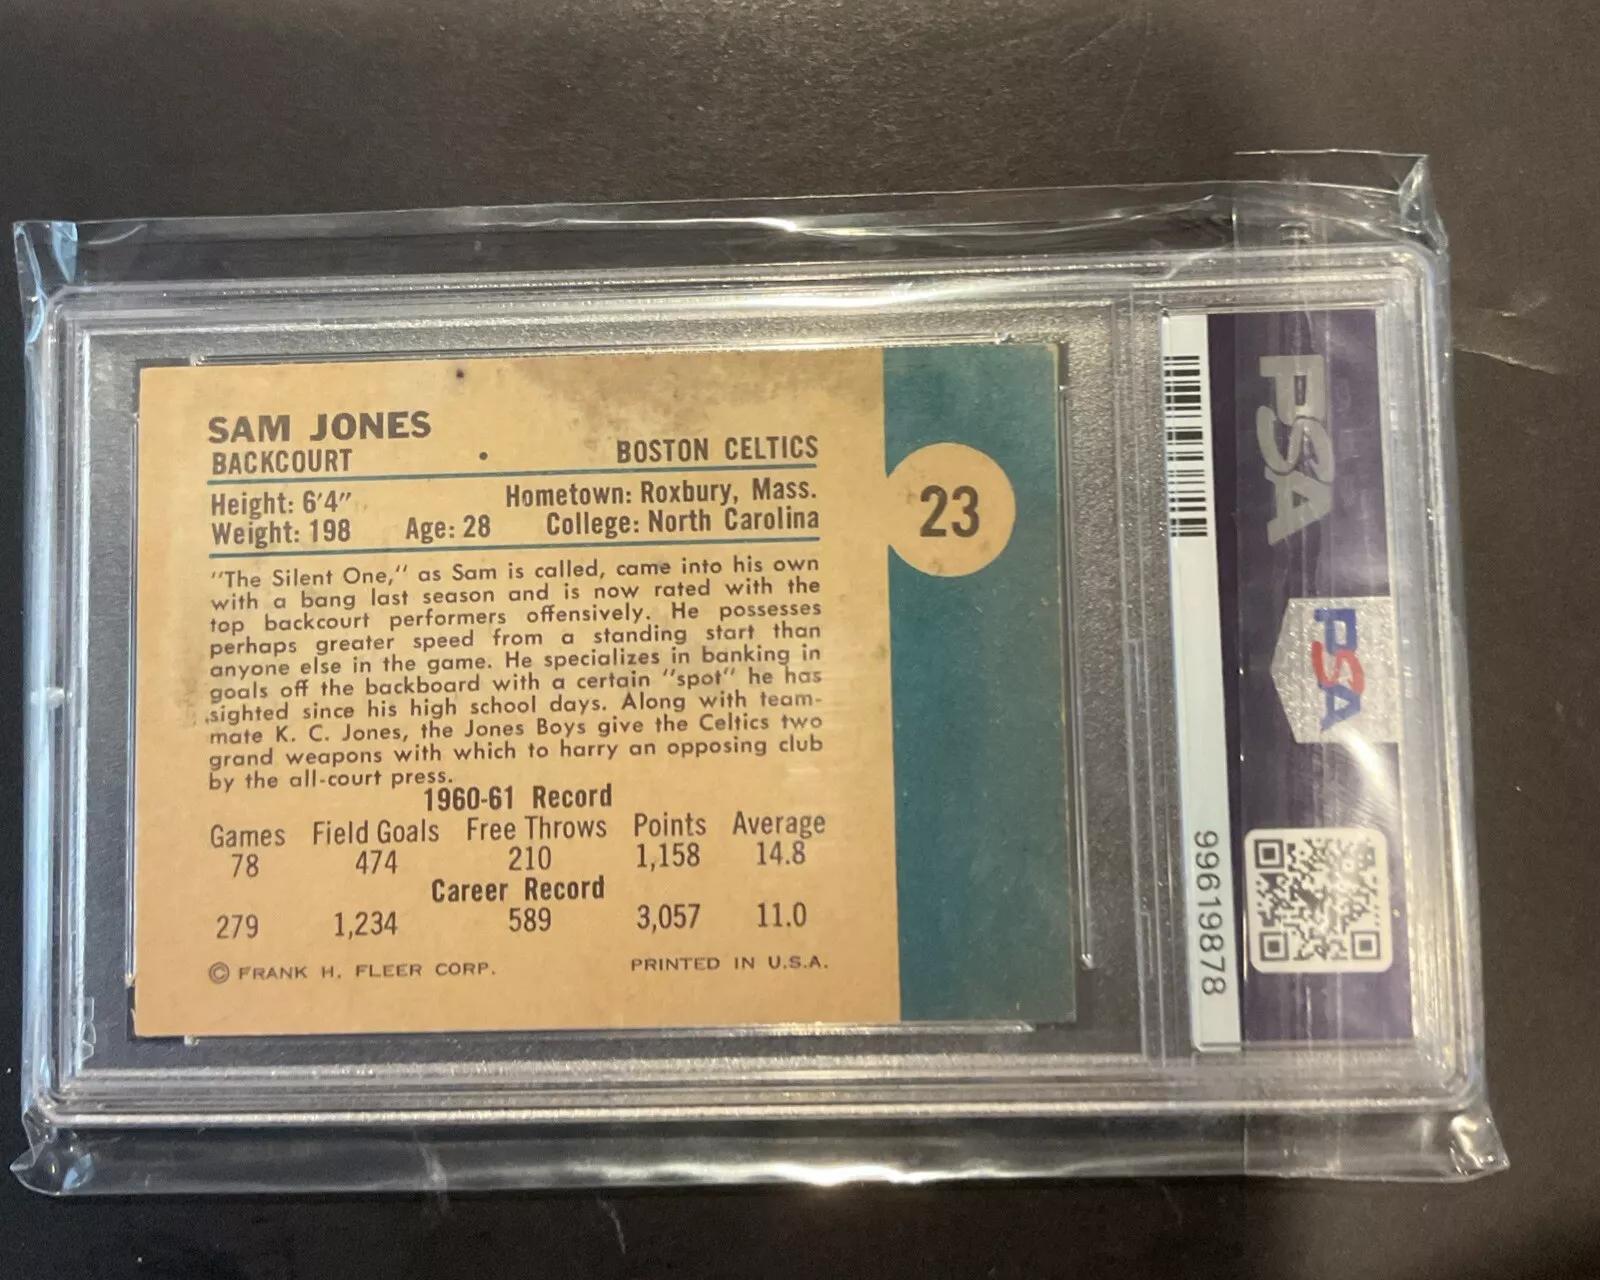 SAM JONES
BACKCOURT BOSTON CELTICS
Height: 6'4" Hometown: Roxbury, Mass.
Weight: 198 Age: 28 College: North Carolina
"The Silent One," as Sam is called, came into his own
with a bang last season and is now rated with the
top backcourt performers offensively. He possesses
perhaps greater speed from a standing start than
anyone else in the game. He specializes in banking in
goals off the backboard with a certain "spot" he has
sighted since his high school days. Along with team-
mate K. C. Jones, the Jones Boys give the Celtics two
grand weapons with which to harry an opposing club
by the all-court press.
1960-61 Record
Games Field Goals Free Throws Points Average
78 474 210 1,158 14.8
Career Record
279 1,234 589 3,057 11.0
© FRANK H. FLEER CORP. PRINTED IN U.S.A.
23
PSA
PSA
99619878